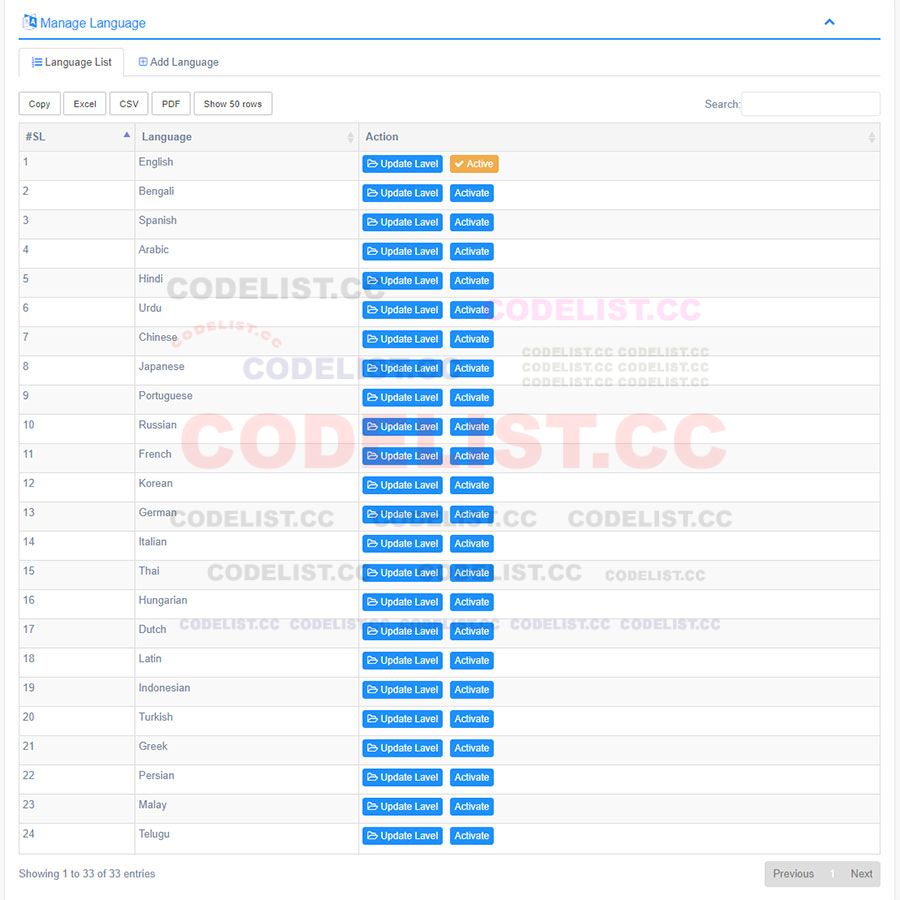 Manage Language
Language List Add Language
Copy Excel CSV PDF Show 50 rows Search:
#SL Language Action
1 English Update Lavel Active
2 Bengali Update Lavel Activate
3 Spanish Update Lavel Activate
4 Arabic Update Lavel Activate
5 Hindi Update Lavel Activate
CODELIST.CC
6 Urdu Update Lavel Activate
CODELIST.CC
7 Chinese Update Lavel Activate
CODELIST.CC
CODELIST.CC CODELIST.CC
8 Japanese Update Lavel Activate
CODELIST.CC
CODELIST.CC CODELIST.CC
CODELIST.CC CODELIST.CC
9 Portuguese Update Lavel Activate
10 Russian Update Lavel Activate
CODELIST.CC
11 French Update Lavel Activate
12 Korean Update Lavel Activate
13 German Update Lavel Activate
CODELIST.CC CODELIST.CC CODELIST.CC
14 Italian Update Lavel Activate
15 Thai Update Lavel Activate
CODELIST.CC CODELIST.CC CODELIST.CC
16 Hungarian Update Lavel Activate
17 Dutch Update Lavel Activate
CODELIST.CC CODELIST.CC CODELIST.CC CODELIST.CC CODELIST.CC
18 Latin Update Lavel Activate
19 Indonesian Update Lavel Activate
20 Turkish Update Lavel Activate
21 Greek Update Lavel Activate
22 Persian Update Lavel Activate
23 Malay Update Lavel Activate
24 Telugu Update Lavel Activate
Showing 1 to 33 of 33 entries Previous 1 Next